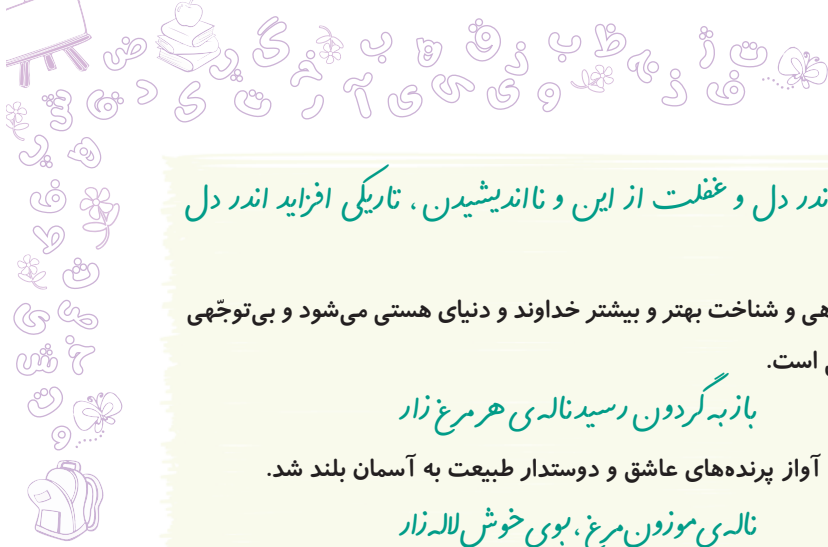 اندر دل و غفلت از این و نااندیشیدن، تاریکی افزاید اندر دل
و شناخت بهتر و بیشتر خداوند و دنیای هستی می‌شود و بی‌توجّهی
است.
باز به گردون رسید ناله‌ی هر مرغ زار
آواز پرنده‌های عاشق و دوستدار طبیعت به آسمان بلند شد.
ناله‌ی موزون مرغ، بوی خوش لاله‌زار